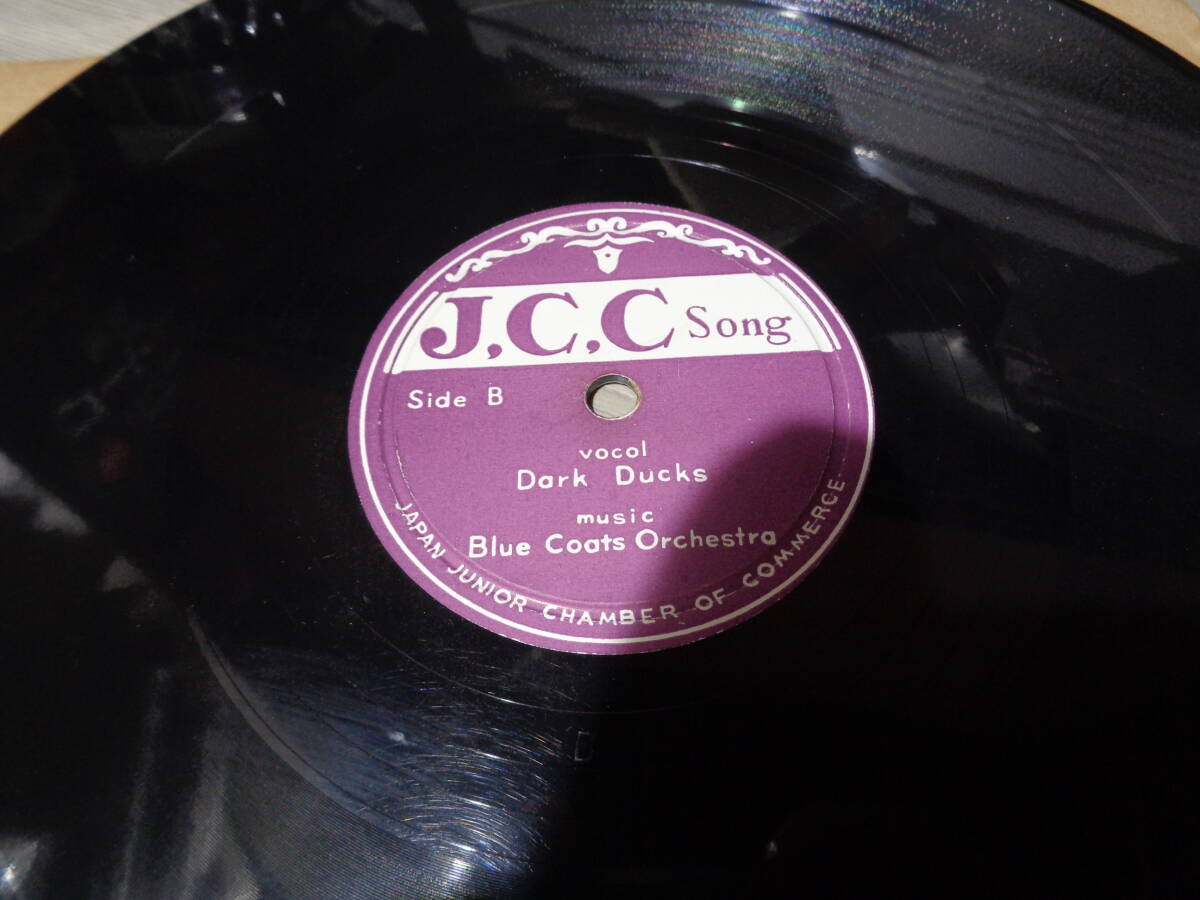 J.C.C Song
Side B
vocol
Dark Ducks
music
Blue Coats Orchestra
JAPAN JUNIOR CHAMBER OF COMMERCE